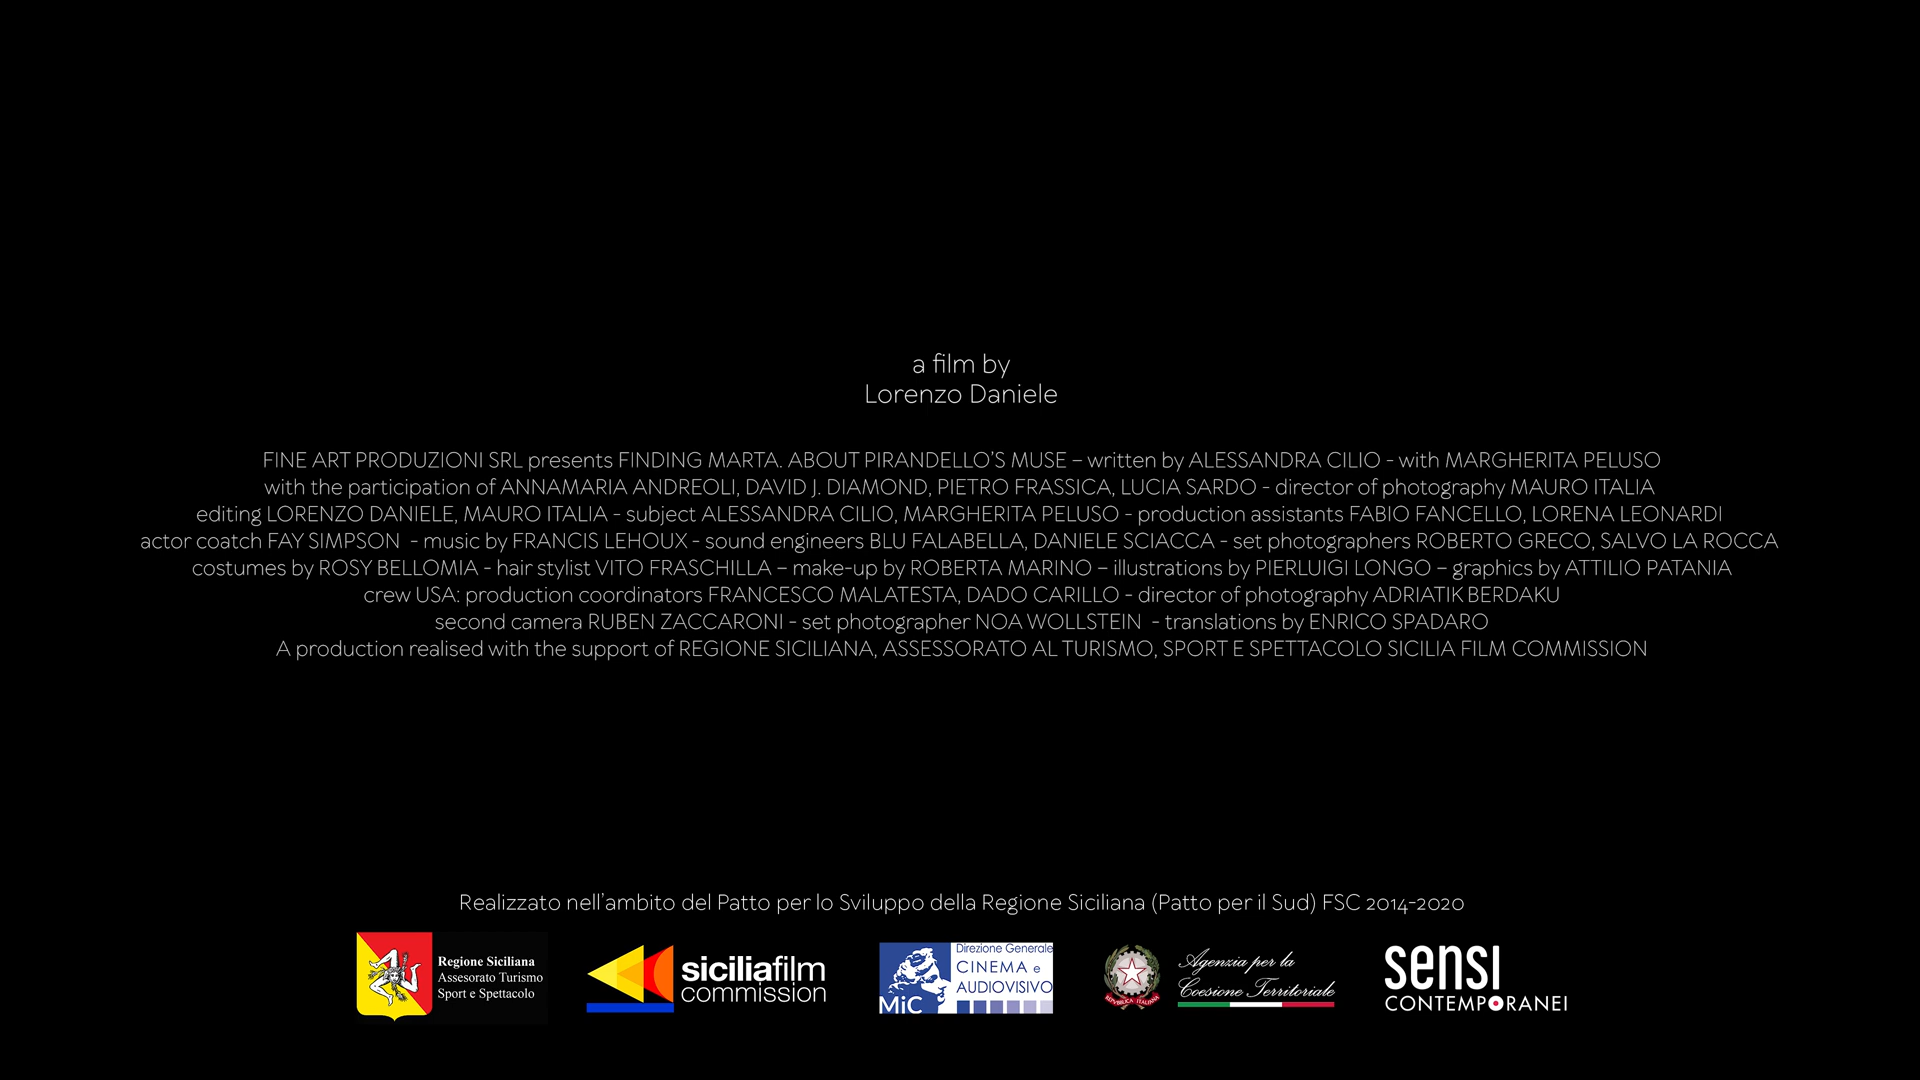 a film by
Lorenzo Daniele
FINE ART PRODUZIONI SRL presents FINDING MARTA. ABOUT PIRANDELLO'S MUSE – written by ALESSANDRA CILIO - with MARGHERITA PELUSO
with the participation of ANNAMARIA ANDREOLI, DAVID J. DIAMOND, PIETRO FRASSICA, LUCIA SARDO - director of photography MAURO ITALIA
editing LORENZO DANIELE, MAURO ITALIA - subject ALESSANDRA CILIO, MARGHERITA PELUSO - production assistants FABIO FANCELLO, LORENA LEONARDI
actor coatch FAY SIMPSON - music by FRANCIS LEHOUX - sound engineers BLU FALABELLA, DANIELE SCIACCA - set photographers ROBERTO GRECO, SALVO LA ROCCA
costumes by ROSY BELLOMIA - hair stylist VITO FRASCHILLA – make-up by ROBERTA MARINO – illustrations by PIERLUIGI LONGO – graphics by ATTILIO PATANIA
crew USA: production coordinators FRANCESCO MALATESTA, DADO CARILLO - director of photography ADRIATIK BERDAKU
second camera RUBEN ZACCARONI - set photographer NOA WOLLSTEIN - translations by ENRICO SPADARO
A production realised with the support of REGIONE SICILIANA, ASSESSORATO AL TURISMO, SPORT E SPETTACOLO SICILIA FILM COMMISSION
Realizzato nell'ambito del Patto per lo Sviluppo della Regione Siciliana (Patto per il Sud) FSC 2014-2020
Regione Siciliana
Assesorato Turismo
Sport e Spettacolo
siciliafilm
commission
Direzione Generale
CINEMA e
AUDIOVISIVO
MiC
REPVBBLICA ITALIANA
Agenzia per la
Coesione Territoriale
sensi
CONTEMPORANEI